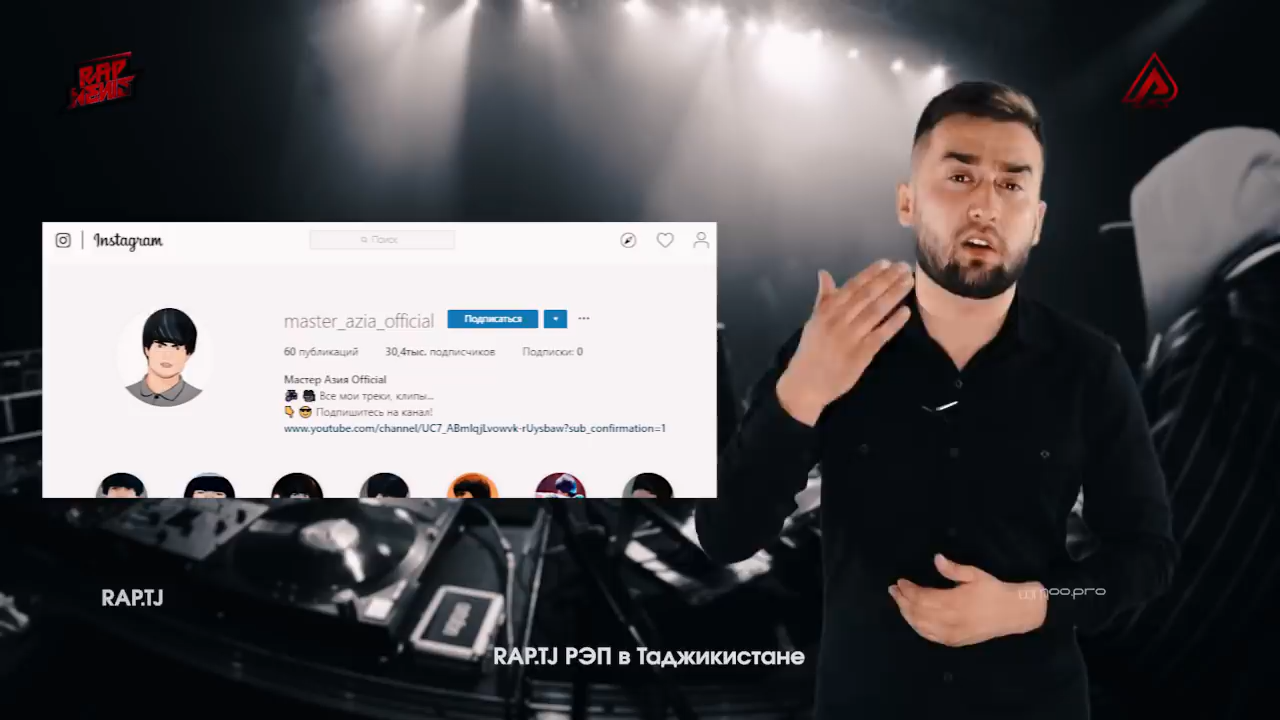 RAP
Instagram
Поиск
master_azia_official
Подписаться
60 публикаций 30,4тыс. подписчиков Подписки: 0
Мастер Азия Official
Все мои треки, клипы...
Подпишитесь на канал!
www.youtube.com/channel/UC7_ABmIqjLvowvk-rUysbaw?sub_confirmation=1
RAP.TJ
RAP.TJ РЭП в Таджикистане